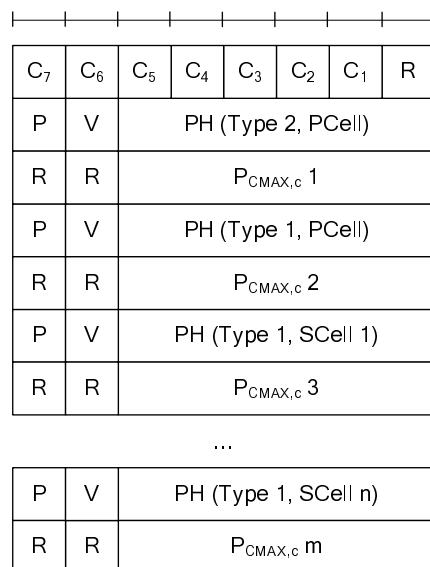 C7 C6 C5 C4 C3 C2 C1 R
P V PH (Type 2, PCell)
R R PCMAX,c 1
P V PH (Type 1, PCell)
R R PCMAX,c 2
P V PH (Type 1, SCell 1)
R R PCMAX,c 3
...
P V PH (Type 1, SCell n)
R R PCMAX,c m